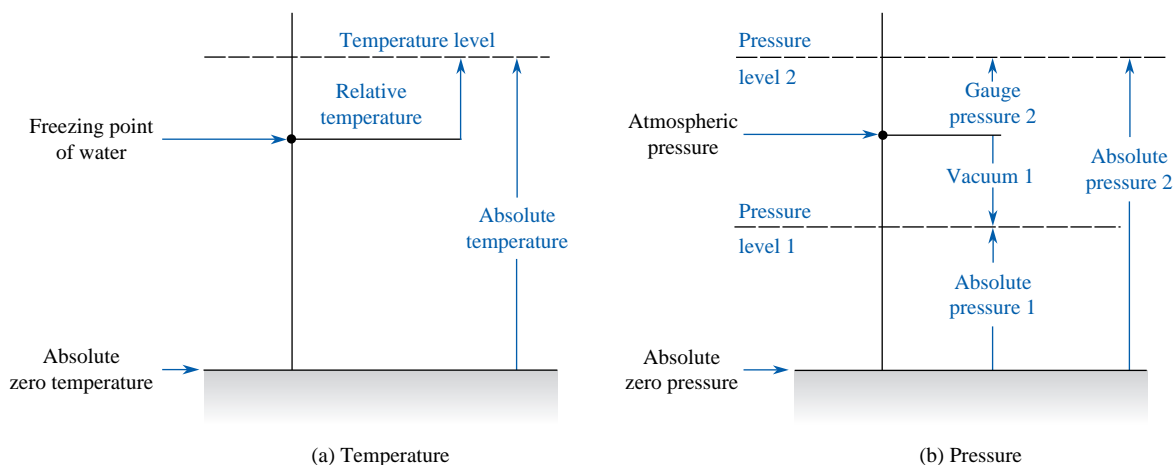 Temperature level
Relative
temperature
Freezing point
of water
Absolute
temperature
Absolute
zero temperature
(a) Temperature
Pressure
level 2
Gauge
pressure 2
Atmospheric
pressure
Vacuum 1
Absolute
pressure 2
Pressure
level 1
Absolute
pressure 1
Absolute
zero pressure
(b) Pressure